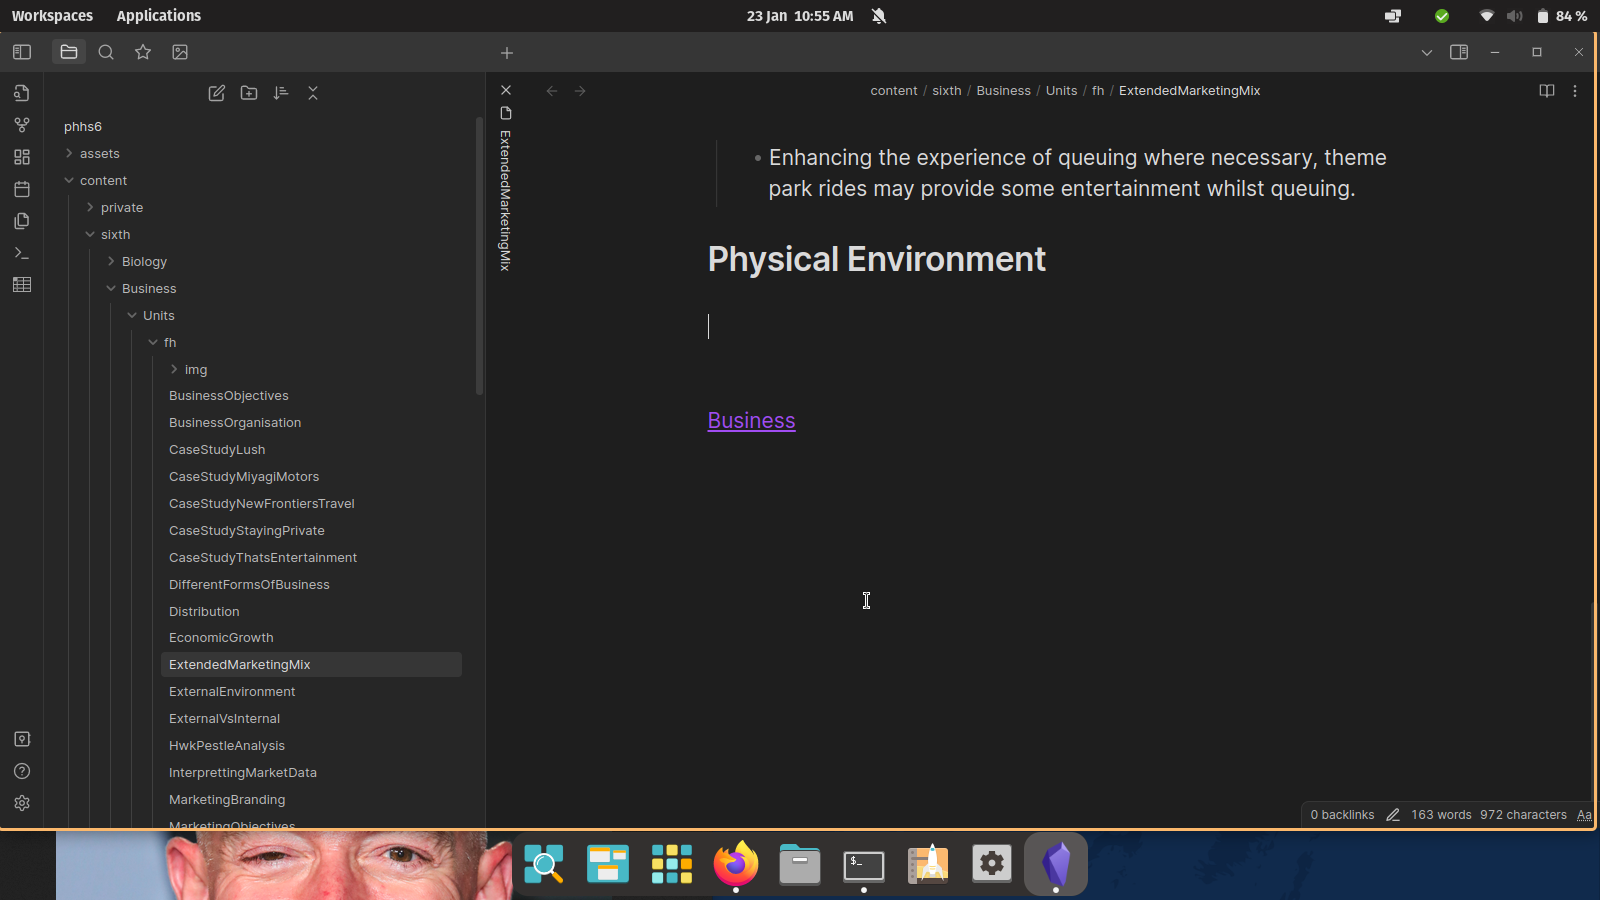 Workspaces Applications 23 Jan 10:55 AM 84 %
content / sixth / Business / Units / fh / ExtendedMarketingMix
phhs6
assets
content
private
sixth
Biology
Business
Units
fh
img
BusinessObjectives
BusinessOrganisation
CaseStudyLush
CaseStudyMiyagiMotors
CaseStudyNewFrontiersTravel
CaseStudyStayingPrivate
CaseStudyThatsEntertainment
DifferentFormsOfBusiness
Distribution
EconomicGrowth
ExtendedMarketingMix
ExternalEnvironment
ExternalVsInternal
HwkPestleAnalysis
InterprettingMarketData
MarketingBranding
MarketingObjectives
ExtendedMarketingMix
• Enhancing the experience of queuing where necessary, theme
park rides may provide some entertainment whilst queuing.
Physical Environment
Business
0 backlinks 163 words 972 characters Aa
$_